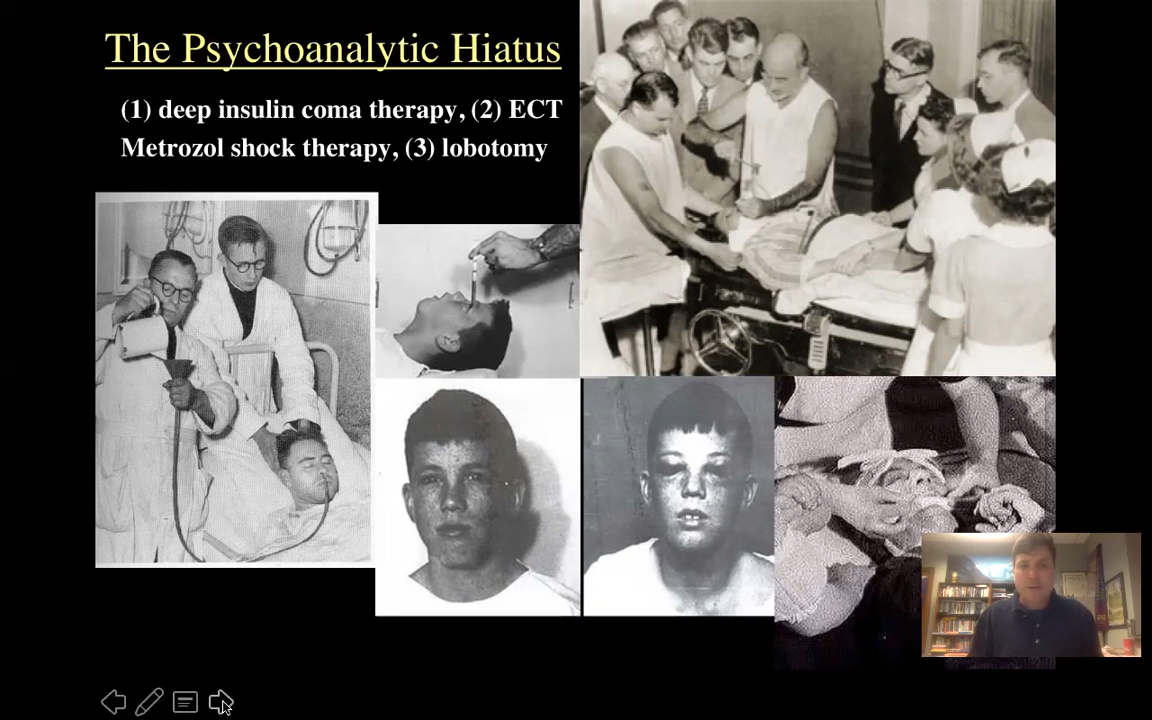 The Psychoanalytic Hiatus
(1) deep insulin coma therapy, (2) ECT
Metrozol shock therapy, (3) lobotomy